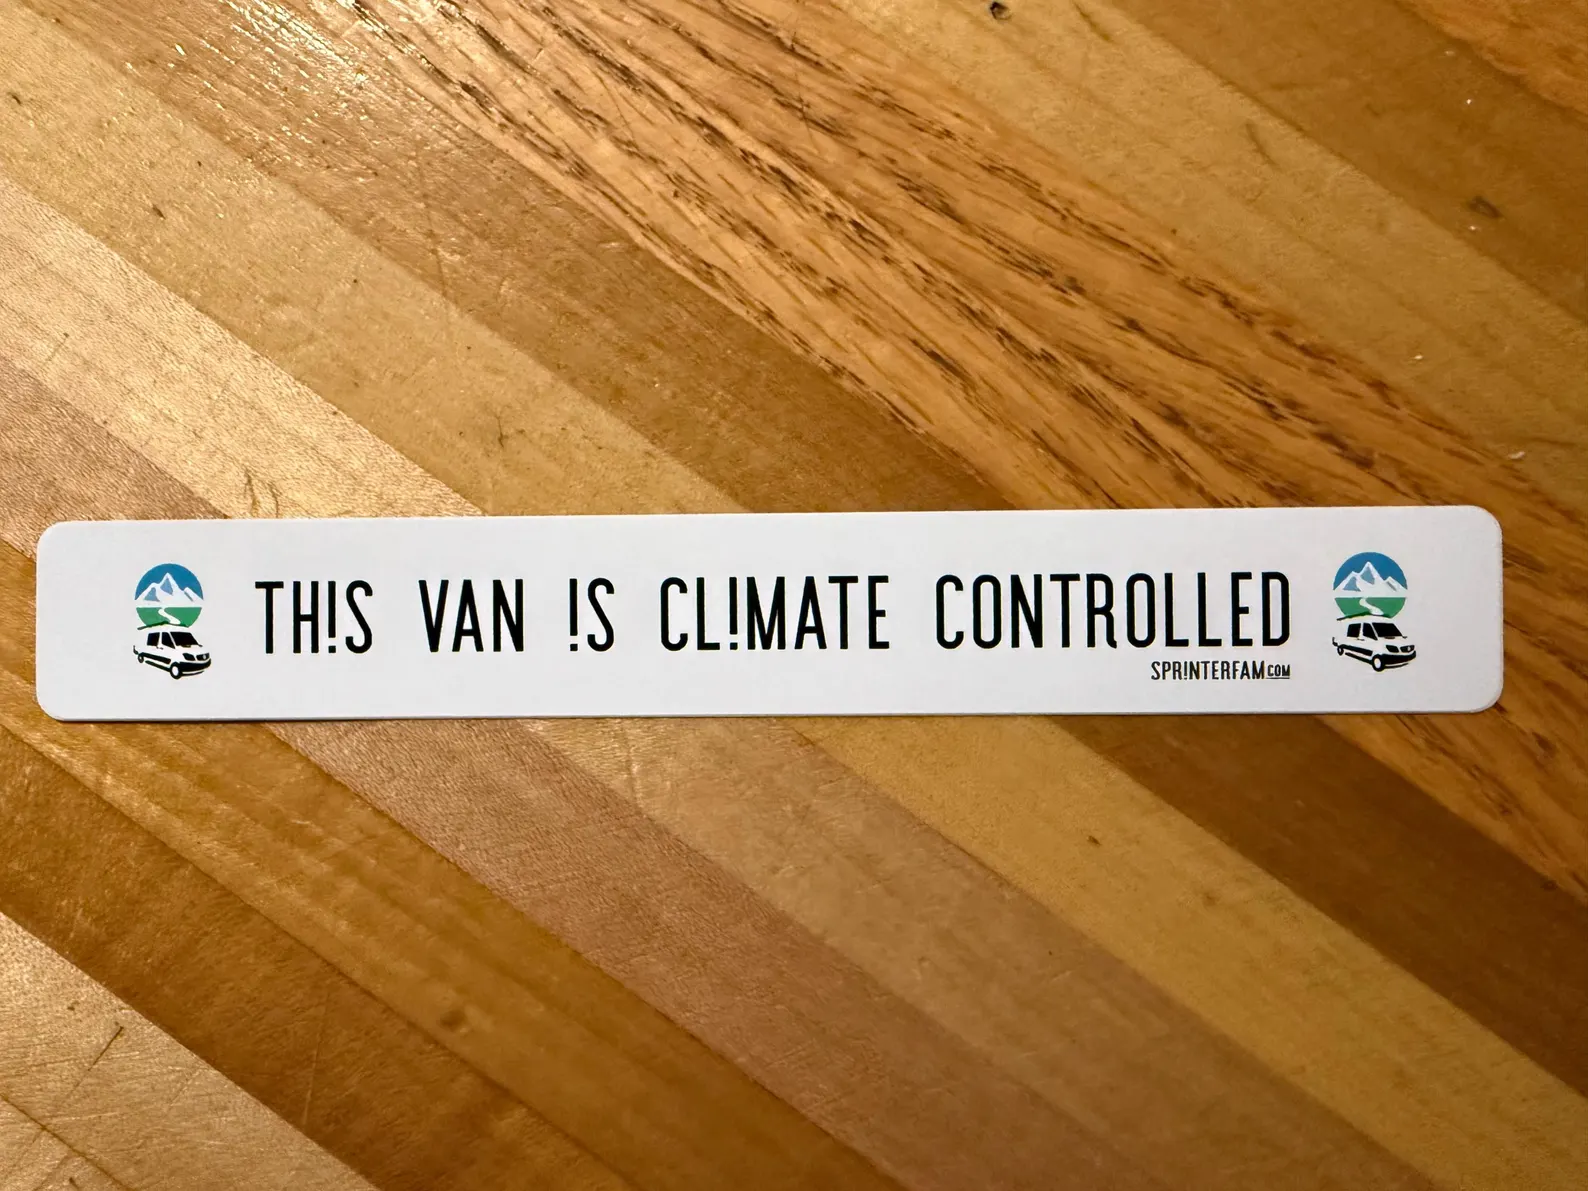 TH!S VAN !S CL!MATE CONTROLLED
SPR!NTERFAM.COM